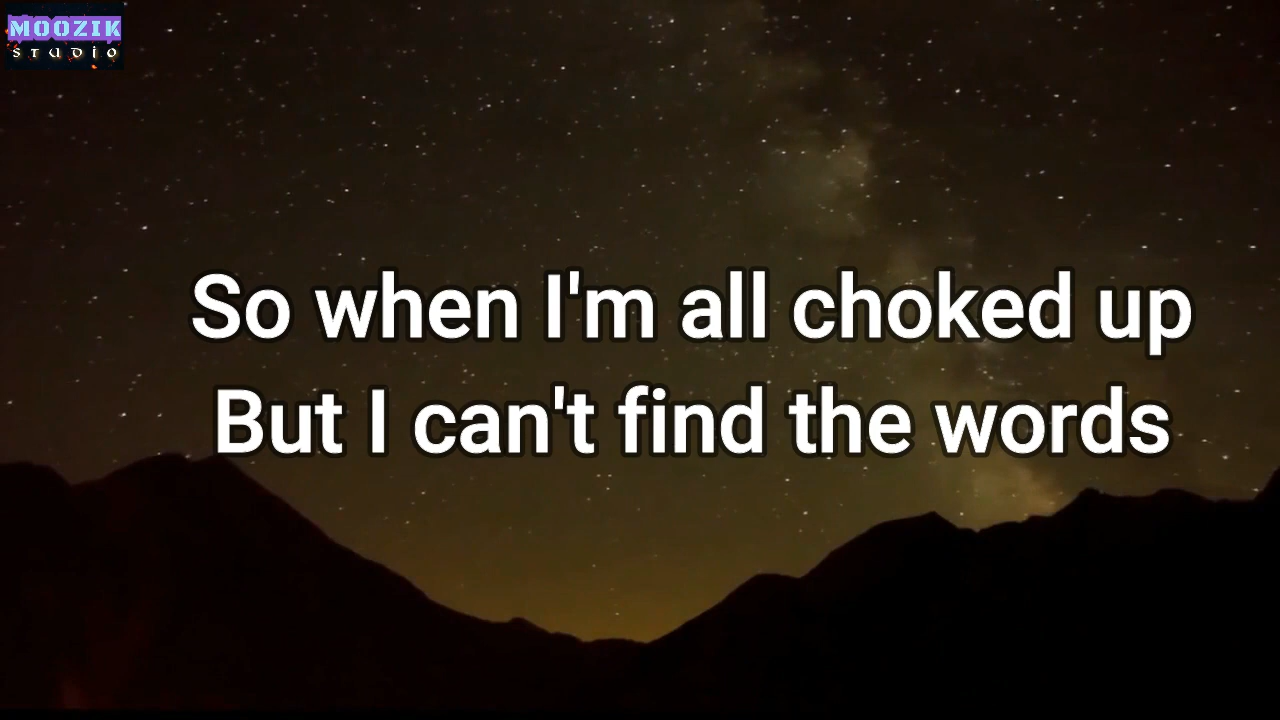 MOOZIK
STUDIO
So when I'm all choked up
But I can't find the words